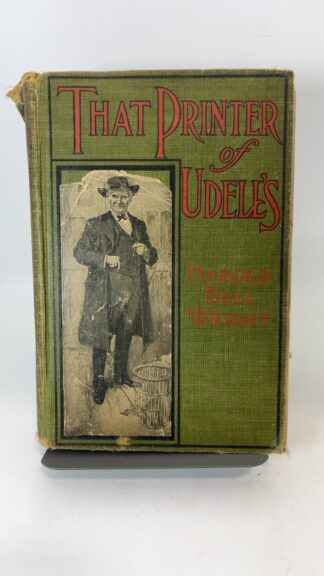 THAT PRINTER
of
UDELL'S
HAROLD
BELL
WRIGHT